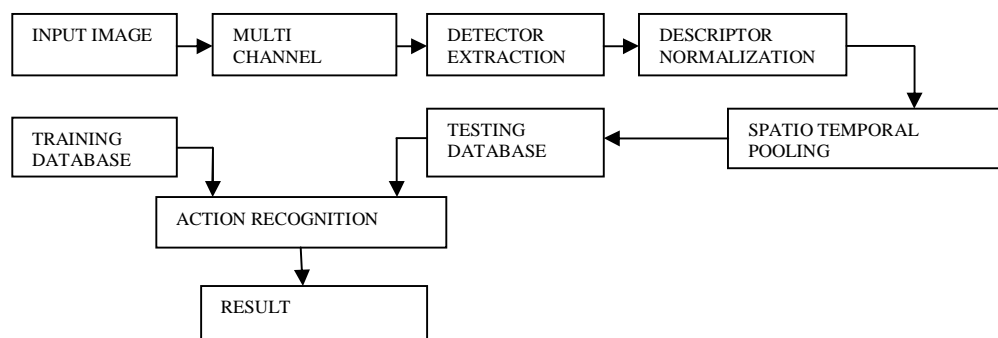 INPUT IMAGE
MULTI
CHANNEL
DETECTOR
EXTRACTION
DESCRIPTOR
NORMALIZATION
TRAINING
DATABASE
TESTING
DATABASE
SPATIO TEMPORAL
POOLING
ACTION RECOGNITION
RESULT